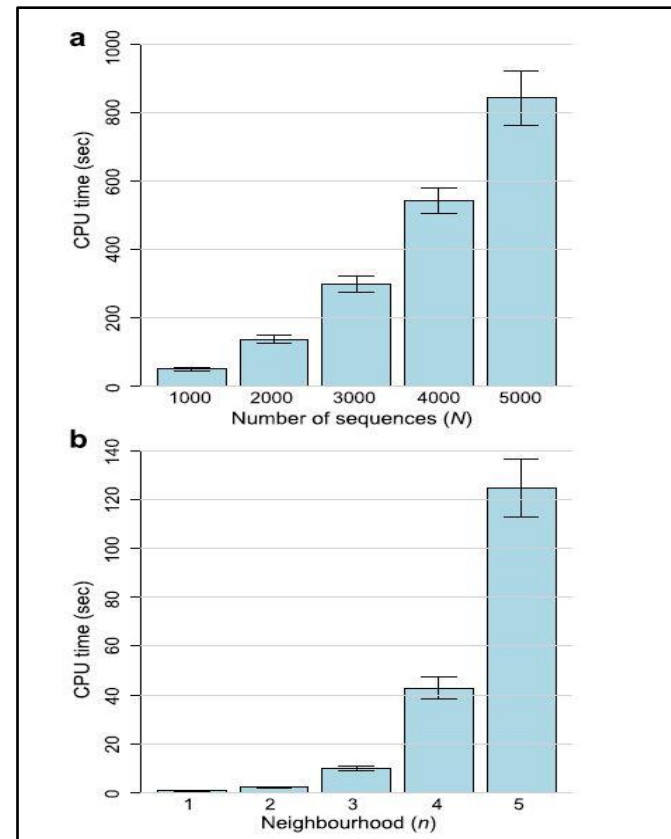 a
CPU time (sec)
1000
800
600
400
200
0
1000 2000 3000 4000 5000
Number of sequences (N)
b
CPU time (sec)
140
120
100
80
60
40
20
0
1 2 3 4 5
Neighbourhood (n)